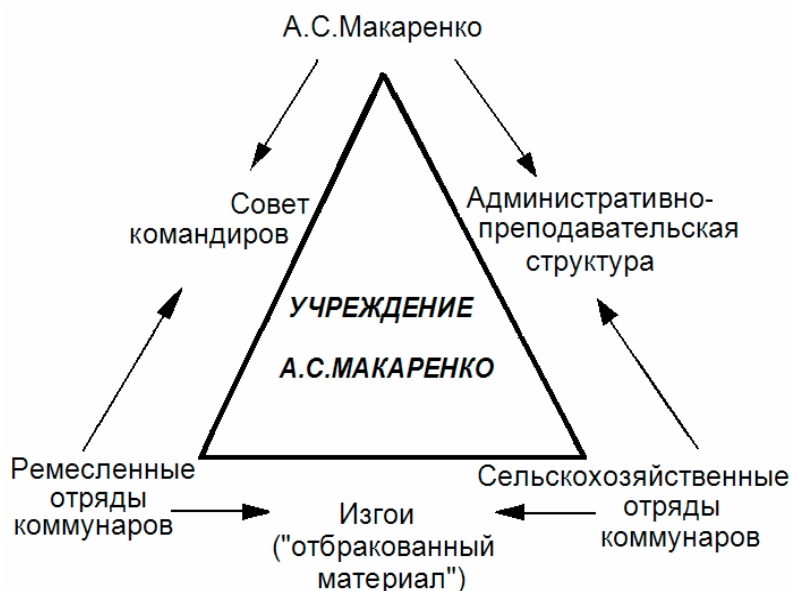 А.С.Макаренко
Совет
командиров
Административно-
преподавательская
структура
УЧРЕЖДЕНИЕ
А.С.МАКАРЕНКО
Ремесленные
отряды
коммунаров
Изгои
("отбракованный
материал")
Сельскохозяйственные
отряды
коммунаров